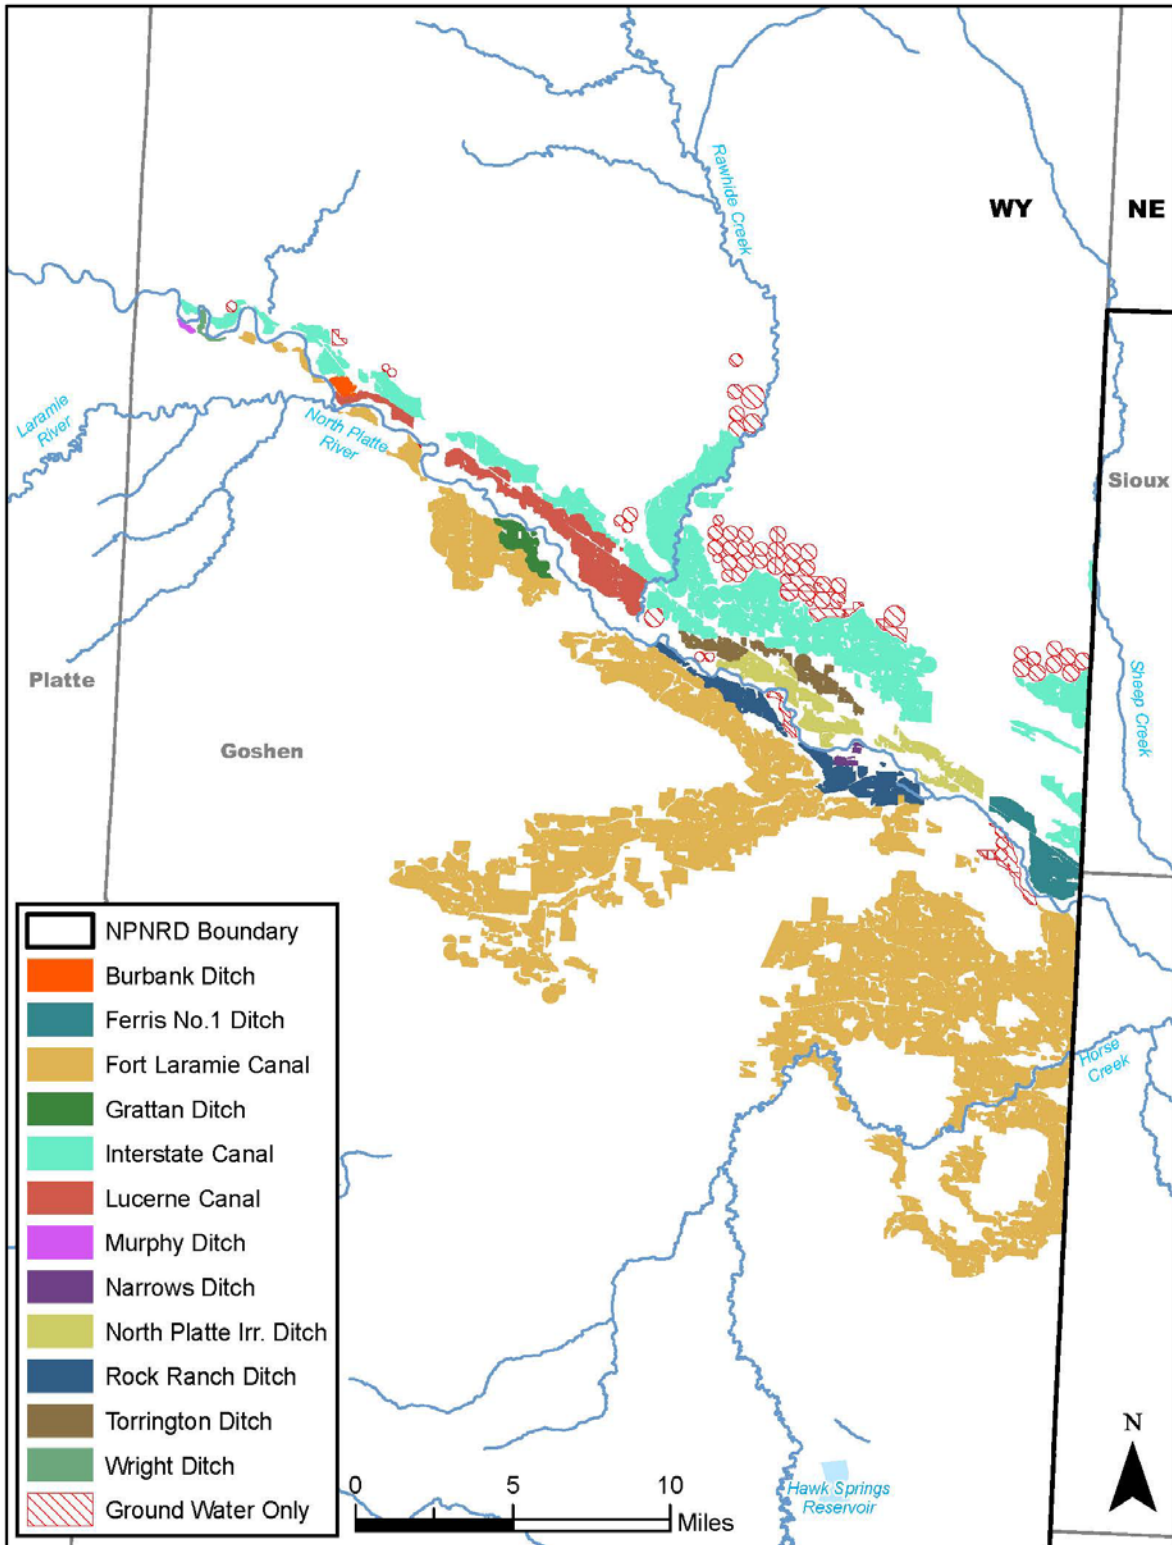 Rawhide Creek
WY
NE
Laramie
River
North Platte
River
Sioux
Platte
Sheep Creek
Goshen
NPNRD Boundary
Burbank Ditch
Ferris No.1 Ditch
Fort Laramie Canal
Grattan Ditch
Interstate Canal
Lucerne Canal
Murphy Ditch
Narrows Ditch
North Platte Irr. Ditch
Rock Ranch Ditch
Torrington Ditch
Wright Ditch
Ground Water Only
Horse
Creek
N
0 5 10
Miles
Hawk Springs
Reservoir